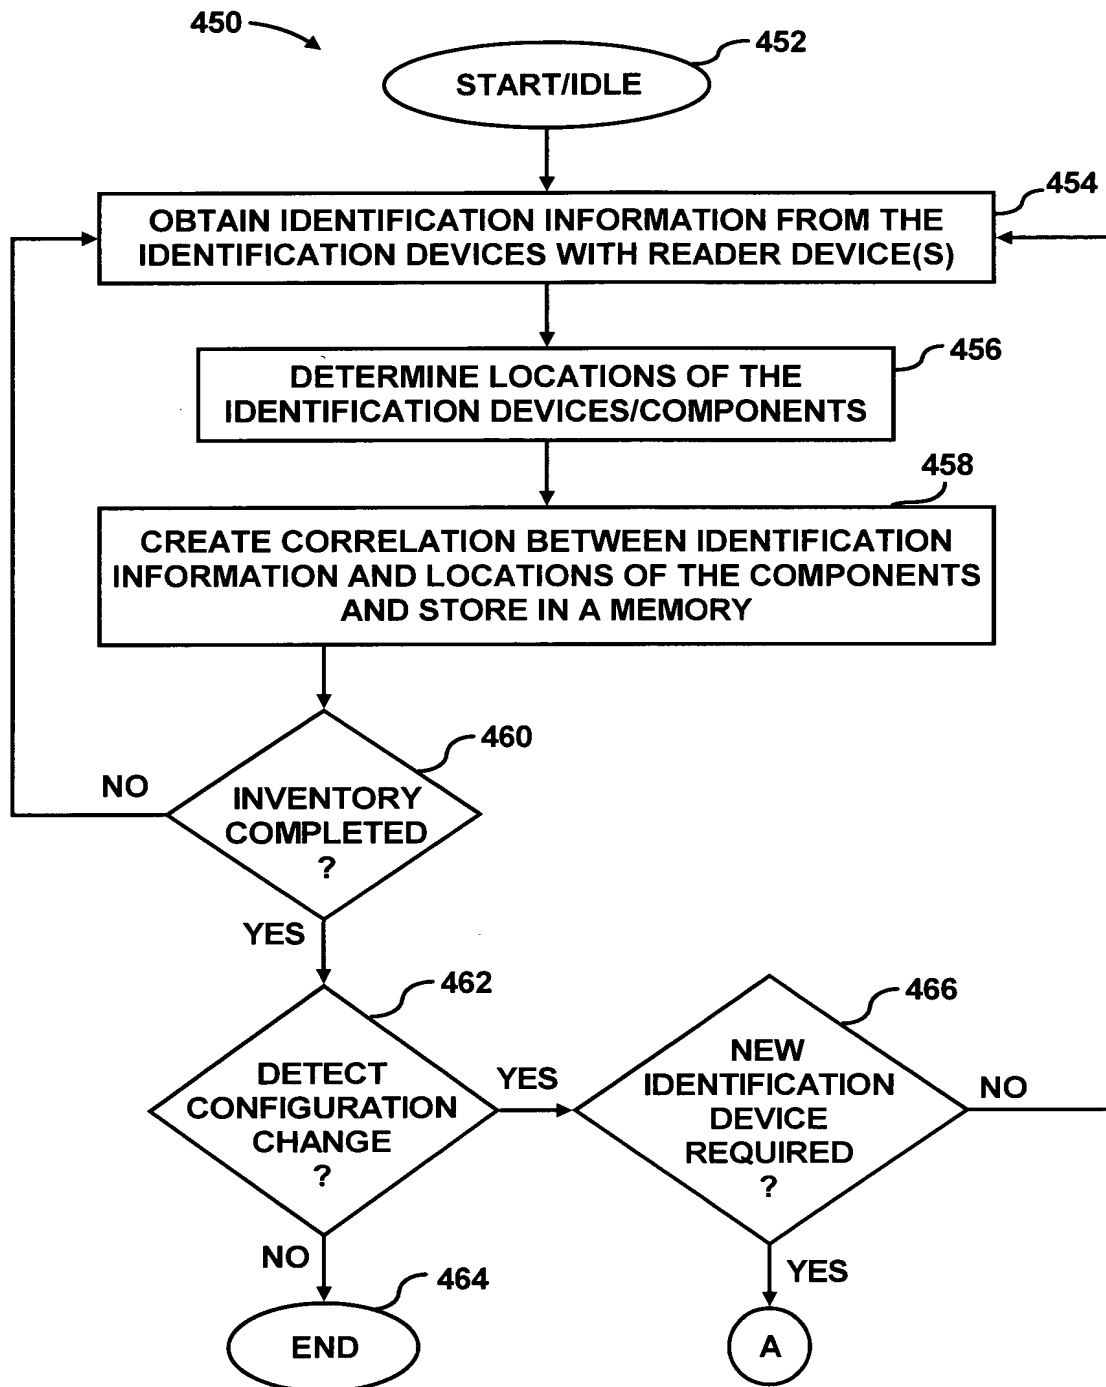 450
452
START/IDLE
454
OBTAIN IDENTIFICATION INFORMATION FROM THE
IDENTIFICATION DEVICES WITH READER DEVICE(S)
456
DETERMINE LOCATIONS OF THE
IDENTIFICATION DEVICES/COMPONENTS
458
CREATE CORRELATION BETWEEN IDENTIFICATION
INFORMATION AND LOCATIONS OF THE COMPONENTS
AND STORE IN A MEMORY
460
NO
INVENTORY
COMPLETED
?
YES
462
DETECT
CONFIGURATION
CHANGE
?
YES
466
NEW
IDENTIFICATION
DEVICE
REQUIRED
?
NO
NO
464
END
YES
A